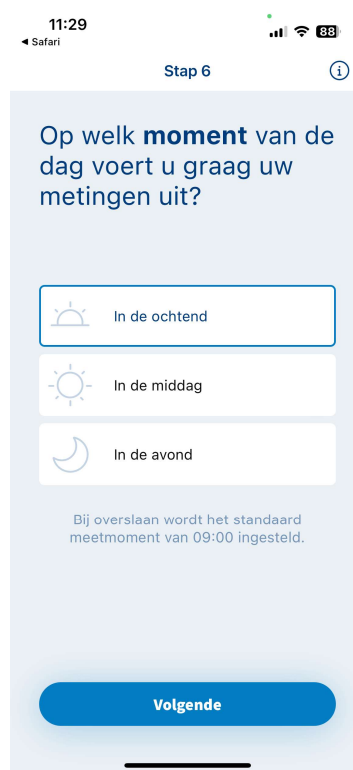 11:29
88
◀ Safari
Stap 6
i
Op welk moment van de
dag voert u graag uw
metingen uit?
In de ochtend
In de middag
In de avond
Bij overslaan wordt het standaard
meetmoment van 09:00 ingesteld.
Volgende